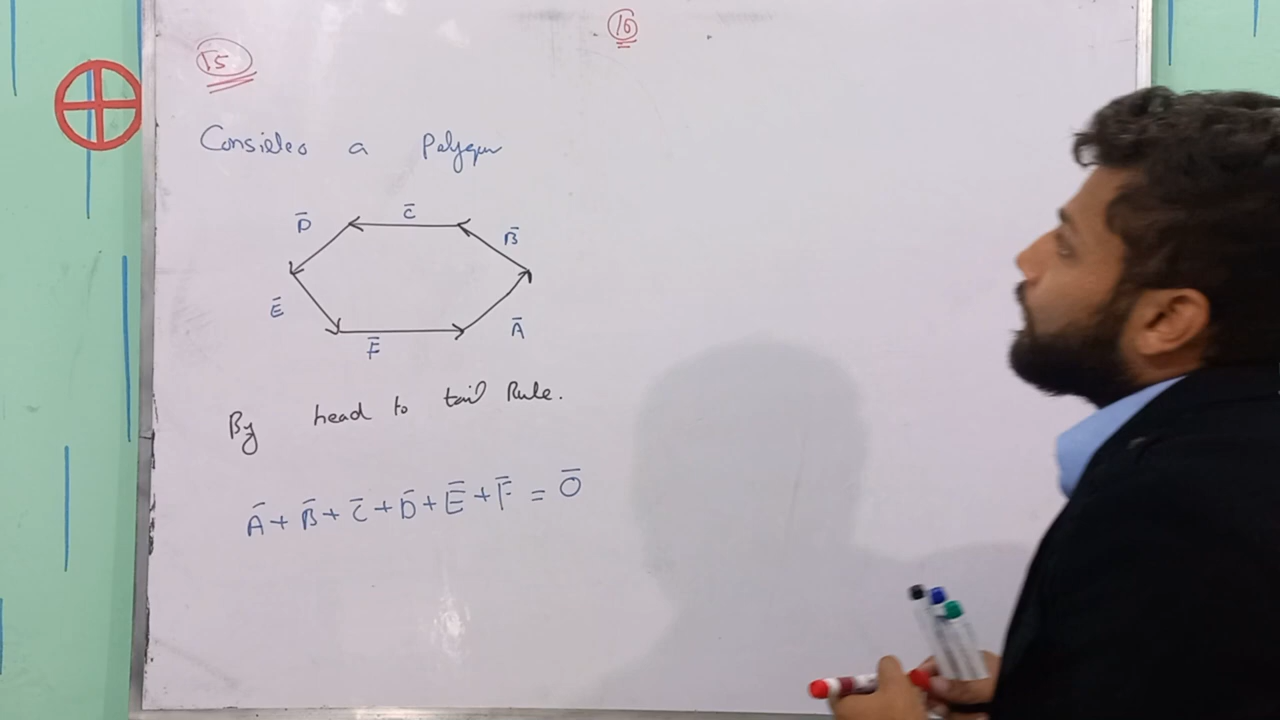 16
15
Consider a Polygon
D̄ C̄ B̄
Ē F̄ Ā
By head to tail Rule.
Ā + B̄ + C̄ + D̄ + Ē + F̄ = Ō